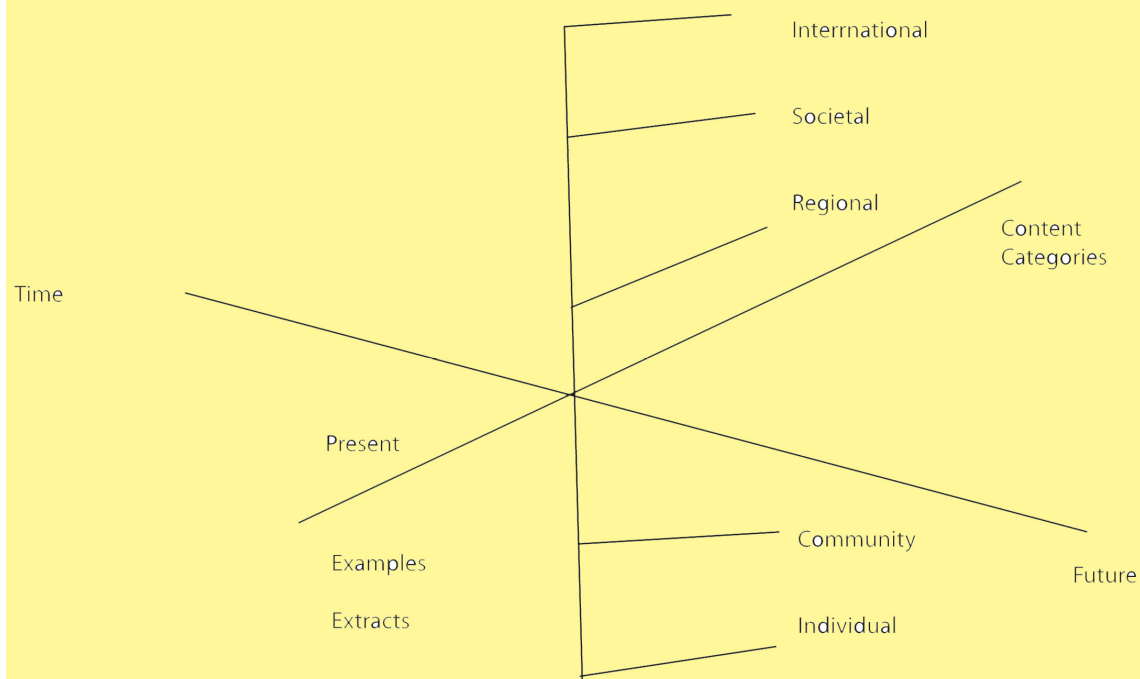 Interrnational
Societal
Regional
Content
Categories
Time
Present
Community
Examples
Future
Extracts
Individual